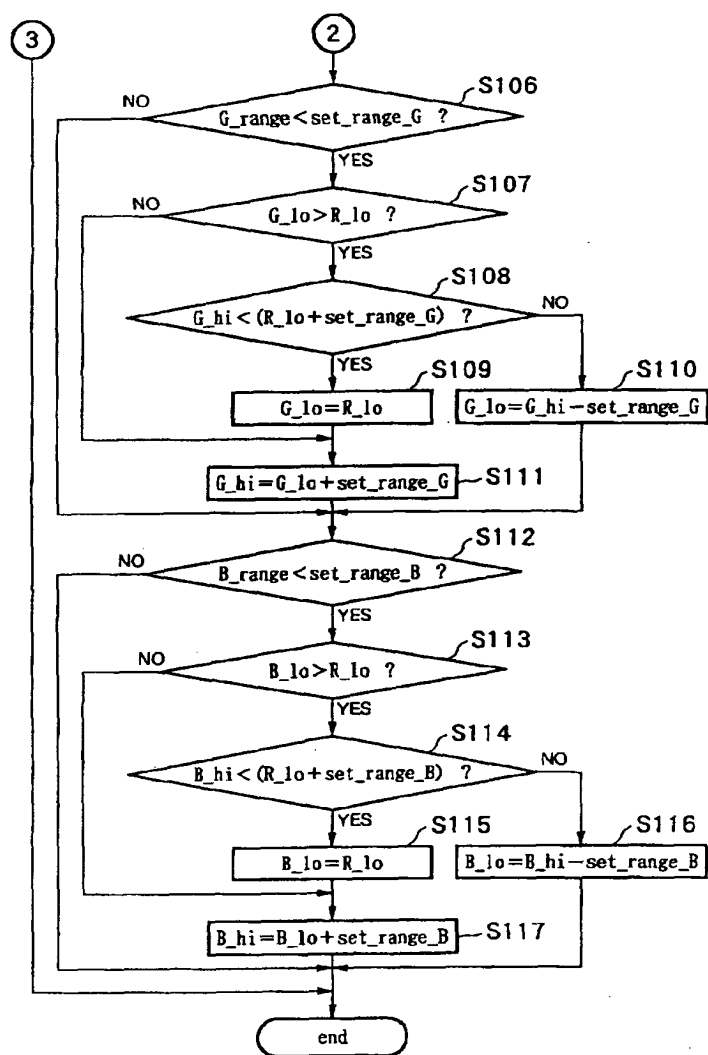 3
2
S106
NO
G_range<set_range_G ?
YES
S107
NO
G_lo>R_lo ?
YES
S108
NO
G_hi<(R_lo+set_range_G) ?
YES
S109
G_lo=R_lo
S110
G_lo=G_hi-set_range_G
G_hi=G_lo+set_range_G
S111
S112
NO
B_range<set_range_B ?
YES
S113
NO
B_lo>R_lo ?
YES
S114
NO
B_hi<(R_lo+set_range_B) ?
YES
S115
B_lo=R_lo
S116
B_lo=B_hi-set_range_B
B_hi=B_lo+set_range_B
S117
end